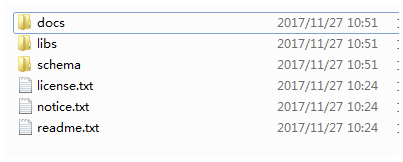 docs 2017/11/27 10:51
libs 2017/11/27 10:51
schema 2017/11/27 10:51
license.txt 2017/11/27 10:24
notice.txt 2017/11/27 10:24
readme.txt 2017/11/27 10:24